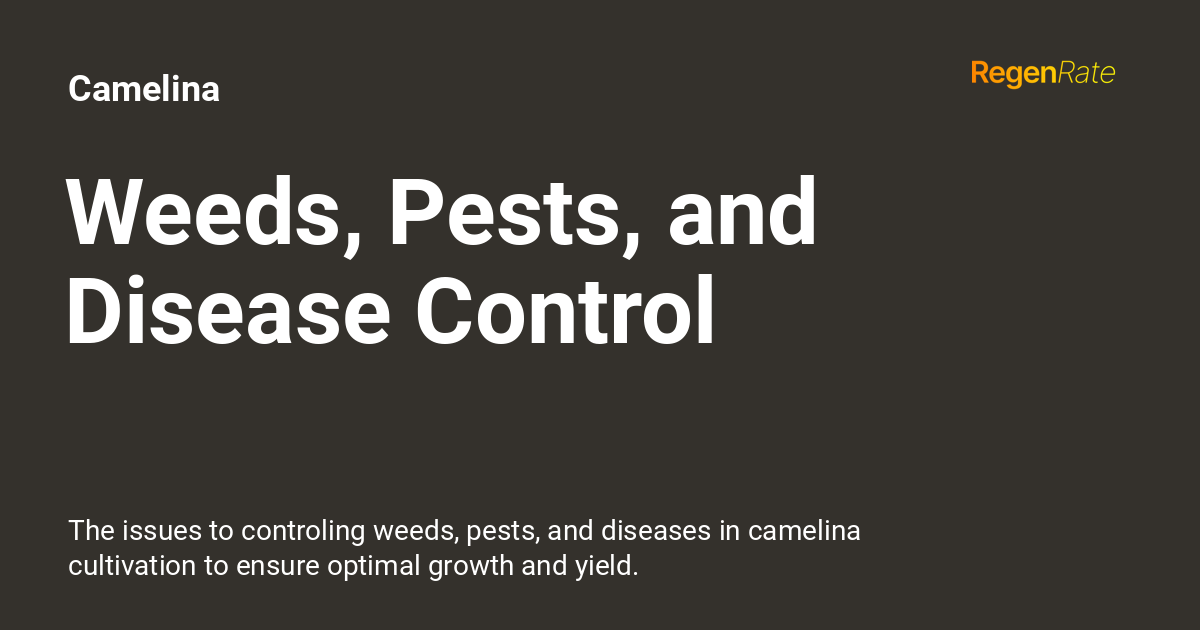 Camelina
RegenRate
Weeds, Pests, and
Disease Control
The issues to controling weeds, pests, and diseases in camelina
cultivation to ensure optimal growth and yield.